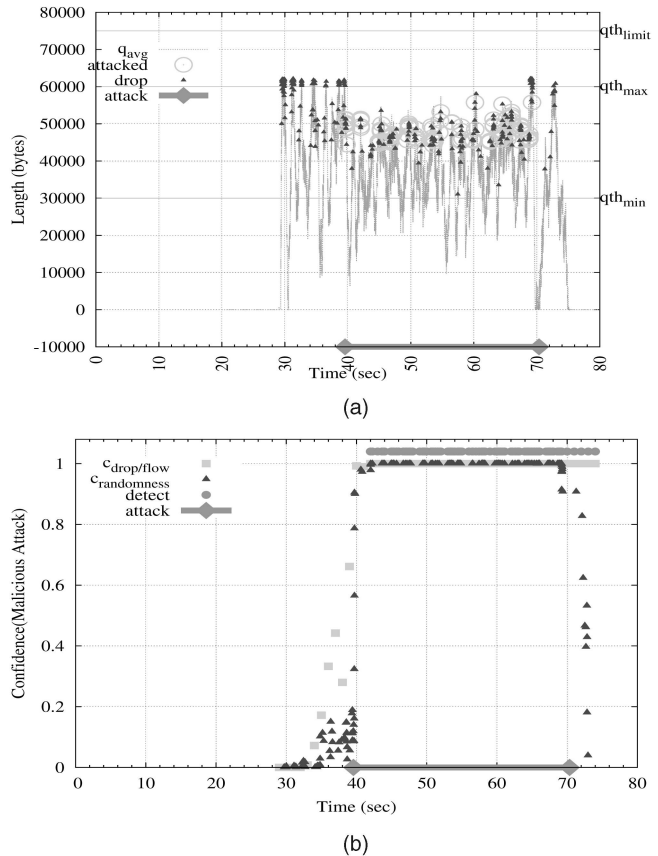 80000
70000
60000
50000
40000
30000
20000
10000
0
-10000
Length (bytes)
q_avg
attacked
drop
attack
qth_limit
qth_max
qth_min
0 10 20 30 40 50 60 70 80
Time (sec)
(a)
1
0.8
0.6
0.4
0.2
0
Confidence(Malicious Attack)
c_drop/flow
c_randomness
detect
attack
0 10 20 30 40 50 60 70 80
Time (sec)
(b)